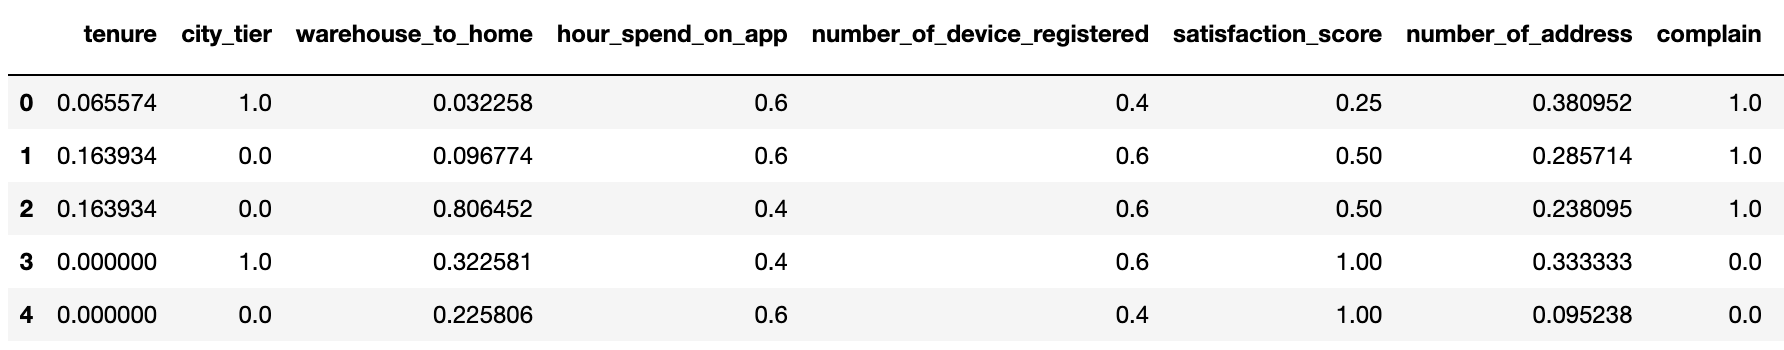 tenure city_tier warehouse_to_home hour_spend_on_app number_of_device_registered satisfaction_score number_of_address complain
0 0.065574 1.0 0.032258 0.6 0.4 0.25 0.380952 1.0
1 0.163934 0.0 0.096774 0.6 0.6 0.50 0.285714 1.0
2 0.163934 0.0 0.806452 0.4 0.6 0.50 0.238095 1.0
3 0.000000 1.0 0.322581 0.4 0.6 1.00 0.333333 0.0
4 0.000000 0.0 0.225806 0.6 0.4 1.00 0.095238 0.0